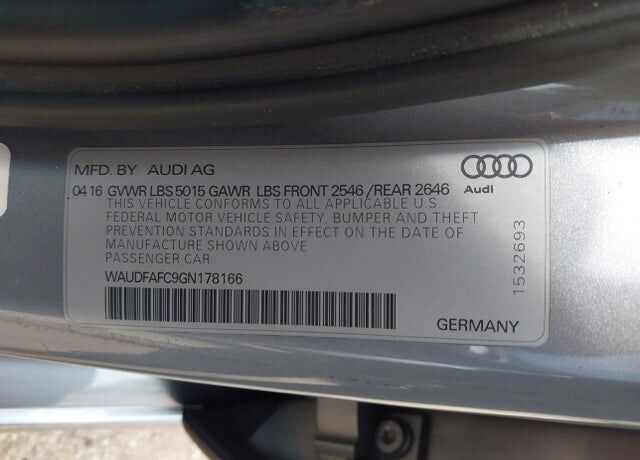 MFD. BY AUDI AG
04 16 GVWR LBS 5015 GAWR LBS FRONT 2546 /REAR 2646
Audi
THIS VEHICLE CONFORMS TO ALL APPLICABLE U.S
FEDERAL MOTOR VEHICLE SAFETY, BUMPER AND THEFT
PREVENTION STANDARDS IN EFFECT ON THE DATE OF
MANUFACTURE SHOWN ABOVE
PASSENGER CAR
WAUDFAFC9GN178166
1532693
GERMANY